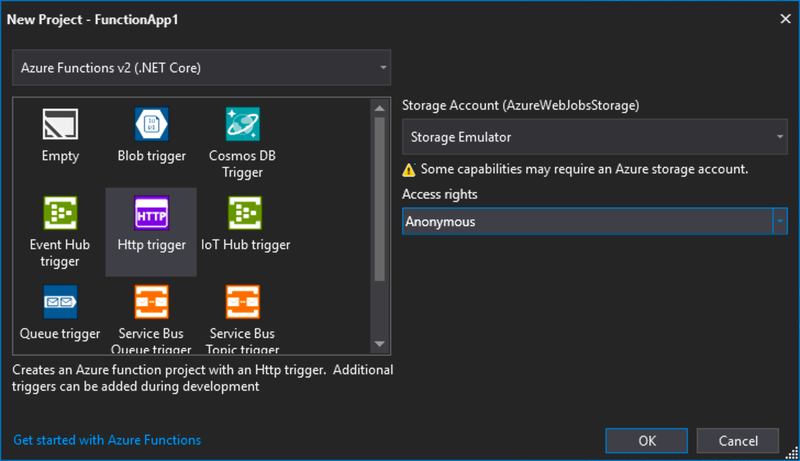 New Project - FunctionApp1
Azure Functions v2 (.NET Core)
Empty
Blob trigger
Cosmos DB
Trigger
Event Hub
trigger
HTTP
Http trigger
IoT Hub trigger
Queue trigger
Service Bus
Queue trigger
Service Bus
Topic trigger
Creates an Azure function project with an Http trigger. Additional
triggers can be added during development
Storage Account (AzureWebJobsStorage)
Storage Emulator
Some capabilities may require an Azure storage account.
Access rights
Anonymous
Get started with Azure Functions
OK
Cancel